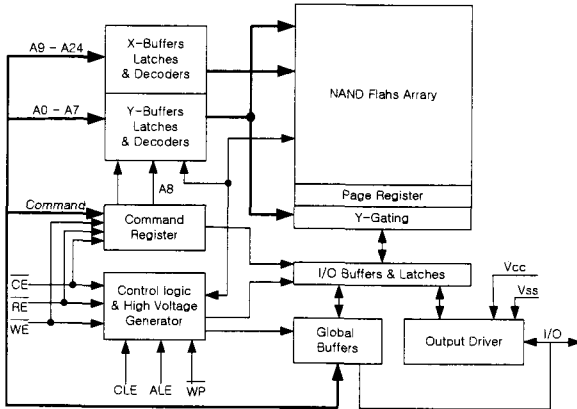 A9 – A24
X-Buffers
Latches
& Decoders
A0 – A7
Y-Buffers
Latches
& Decoders
NAND Flahs Arrary
Page Register
Y-Gating
A8
Command
Command
Register
I/O Buffers & Latches
CE
RE
WE
Control logic
& High Voltage
Generator
CLE
ALE
WP
Global
Buffers
Output Driver
Vcc
Vss
I/O